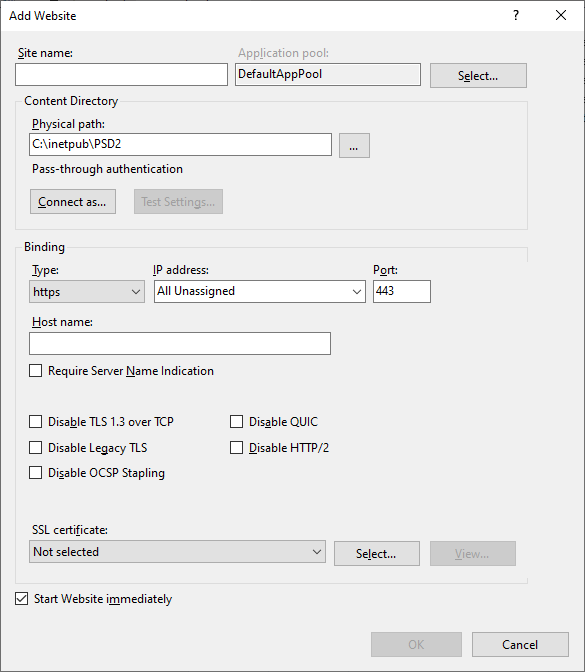 Add Website
?
Site name:
Application pool:
DefaultAppPool
Select...
Content Directory
Physical path:
C:\inetpub\PSD2
...
Pass-through authentication
Connect as...
Test Settings...
Binding
Type:
IP address:
Port:
https
All Unassigned
443
Host name:
Require Server Name Indication
Disable TLS 1.3 over TCP
Disable QUIC
Disable Legacy TLS
Disable HTTP/2
Disable OCSP Stapling
SSL certificate:
Not selected
Select...
View...
Start Website immediately
OK
Cancel